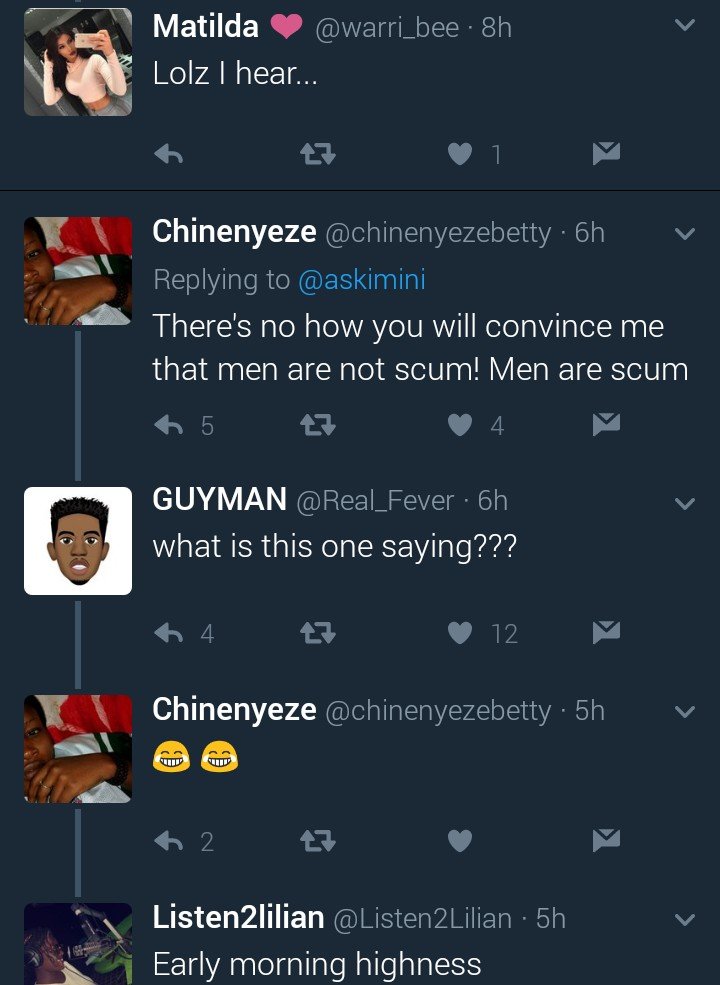 Matilda @warri_bee · 8h
Lolz I hear...
1
Chinenyeze @chinenyezebetty · 6h
Replying to @askimini
There's no how you will convince me
that men are not scum! Men are scum
5 4
GUYMAN @Real_Fever · 6h
what is this one saying???
4 12
Chinenyeze @chinenyezebetty · 5h
😂 😂
2
Listen2lilian @Listen2Lilian · 5h
Early morning highness